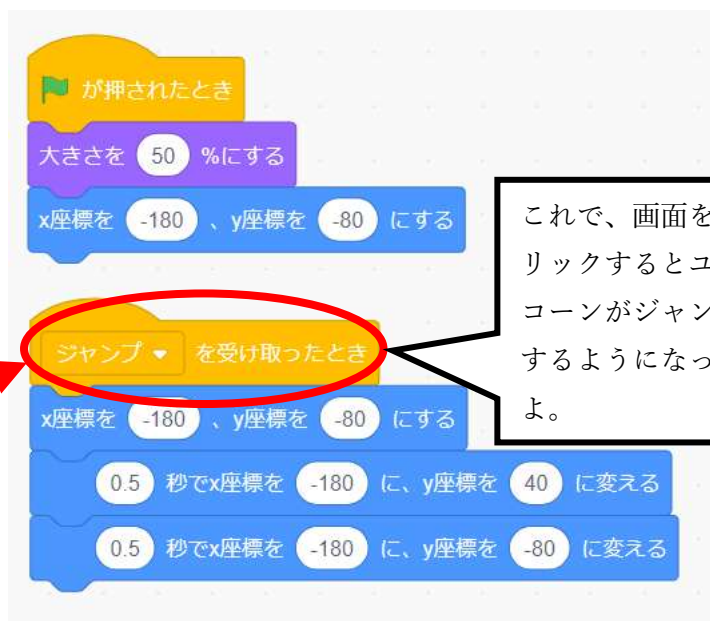 が押されたとき
大きさを 50 %にする
x座標を -180 、y座標を -80 にする
ジャンプ を受け取ったとき
x座標を -180 、y座標を -80 にする
0.5 秒でx座標を -180 に、y座標を 40 に変える
0.5 秒でx座標を -180 に、y座標を -80 に変える
これで、画面を
リックするとユ
コーンがジャン
するようになっ
よ。